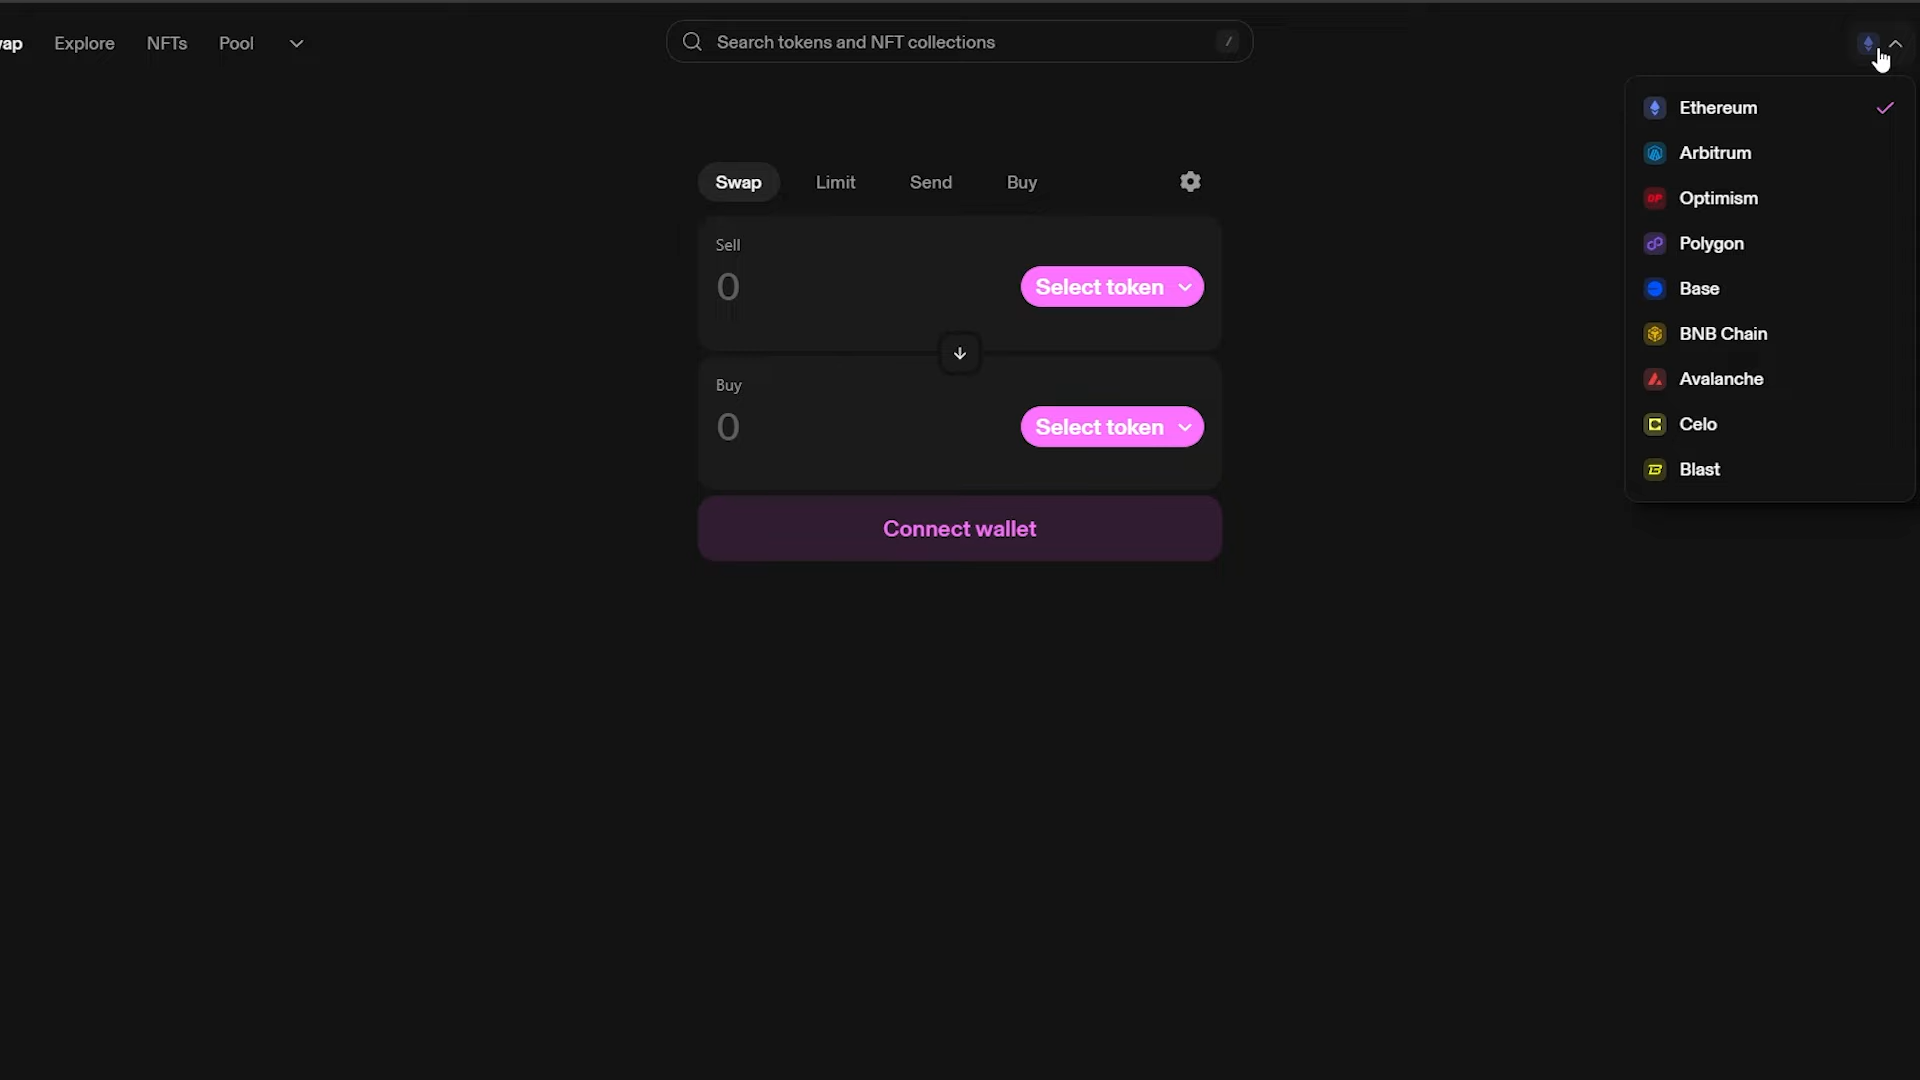 ap Explore NFTs Pool
Search tokens and NFT collections /
Swap Limit Send Buy
Sell
0 Select token
Buy
0 Select token
Connect wallet
Ethereum
Arbitrum
OP Optimism
Polygon
Base
BNB Chain
Avalanche
Celo
Blast